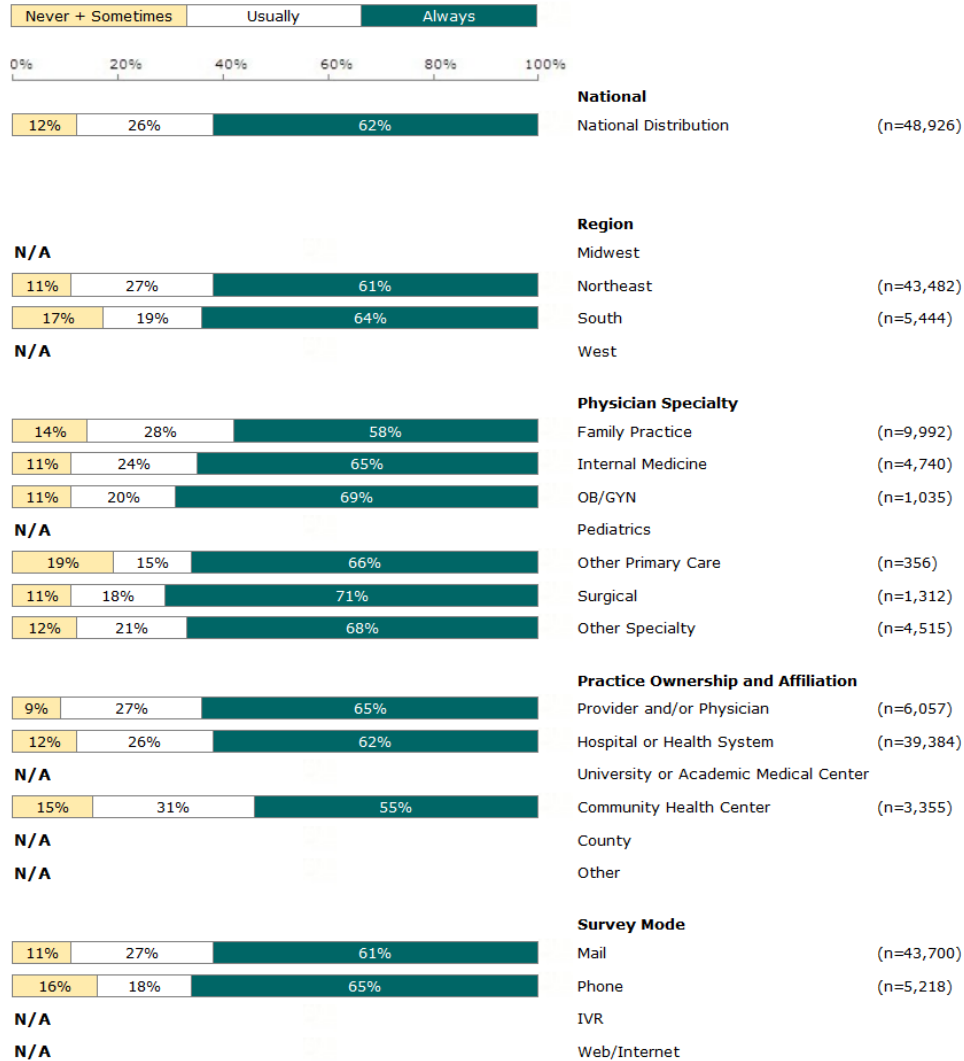 Never + Sometimes Usually Always
0% 20% 40% 60% 80% 100%
National
12% 26% 62% National Distribution (n=48,926)
Region
N/A Midwest
11% 27% 61% Northeast (n=43,482)
17% 19% 64% South (n=5,444)
N/A West
Physician Specialty
14% 28% 58% Family Practice (n=9,992)
11% 24% 65% Internal Medicine (n=4,740)
11% 20% 69% OB/GYN (n=1,035)
N/A Pediatrics
19% 15% 66% Other Primary Care (n=356)
11% 18% 71% Surgical (n=1,312)
12% 21% 68% Other Specialty (n=4,515)
Practice Ownership and Affiliation
9% 27% 65% Provider and/or Physician (n=6,057)
12% 26% 62% Hospital or Health System (n=39,384)
N/A University or Academic Medical Center
15% 31% 55% Community Health Center (n=3,355)
N/A County
N/A Other
Survey Mode
11% 27% 61% Mail (n=43,700)
16% 18% 65% Phone (n=5,218)
N/A IVR
N/A Web/Internet